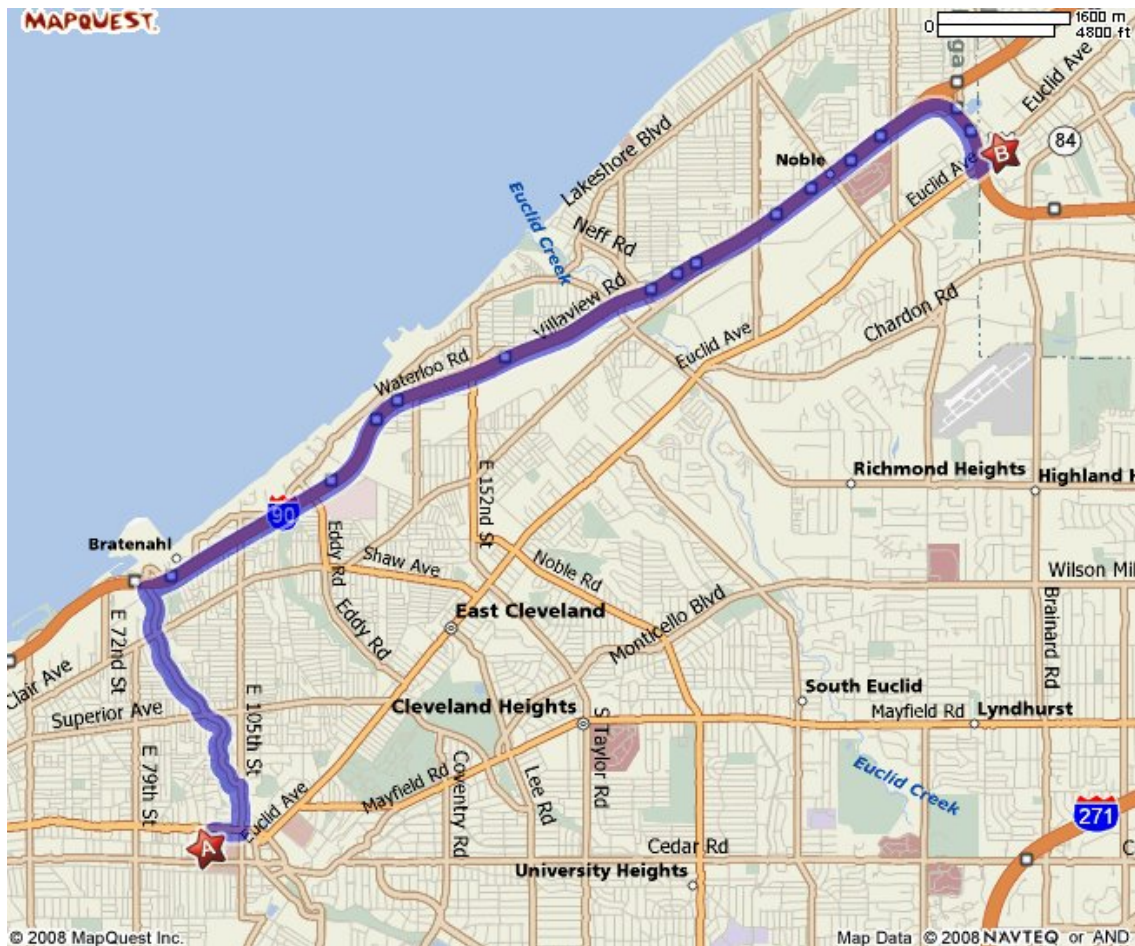 MAPQUEST.
0
1600 m
4800 ft
Euclid Ave
84
B
Noble
Euclid Ave
Lakeshore Blvd
Euclid Creek
Neff Rd
Villaview Rd
Chardon Rd
Euclid Ave
Waterloo Rd
Richmond Heights
Highland H
E 152nd St
90
Eddy Rd
Bratenahl
Shaw Ave
Noble Rd
Wilson Mil
Monticello Blvd
Brainard Rd
East Cleveland
Eddy Rd
E 72nd St
Clair Ave
Superior Ave
E 105th St
South Euclid
Cleveland Heights
Mayfield Rd
Lyndhurst
S Taylor Rd
E 79th St
Mayfield Rd
Coventry Rd
Lee Rd
Euclid Creek
Euclid Ave
271
A
Cedar Rd
C
University Heights
© 2008 MapQuest Inc.
Map Data © 2008 NAVTEQ or AND